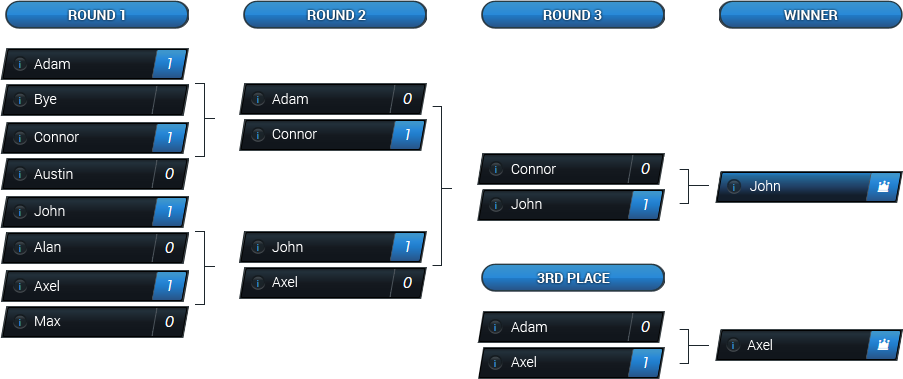 ROUND 1
Adam 1
Bye
Connor 1
Austin 0
John 1
Alan 0
Axel 1
Max 0
ROUND 2
Adam 0
Connor 1
John 1
Axel 0
ROUND 3
Connor 0
John 1
3RD PLACE
Adam 0
Axel 1
WINNER
John
Axel